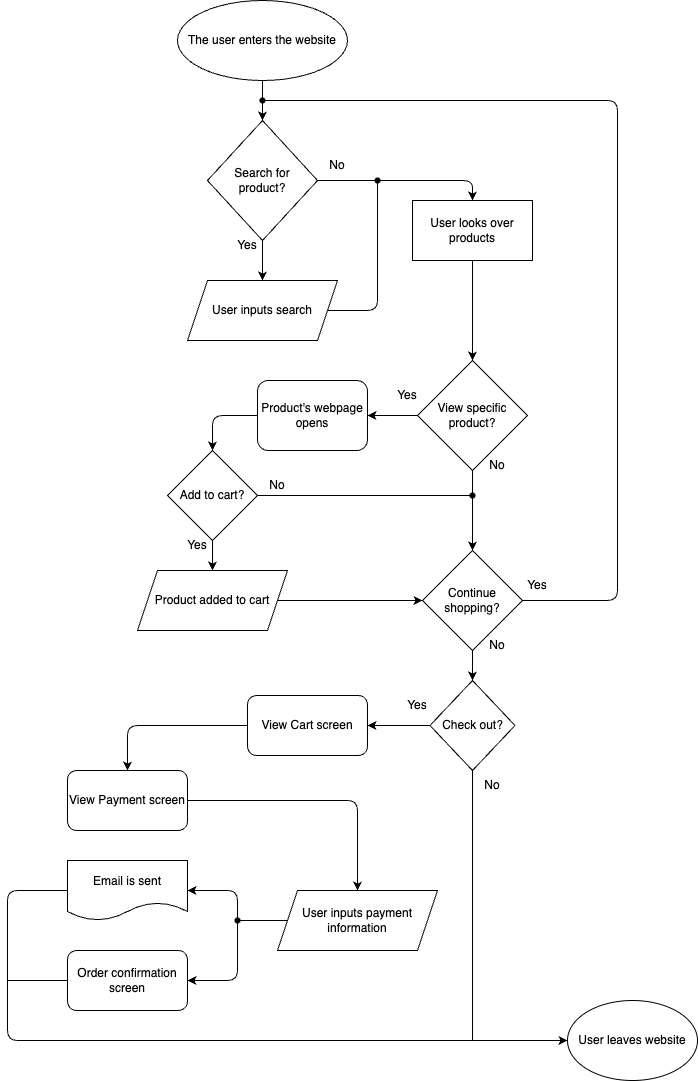 The user enters the website
Search for
product?
No
Yes
User looks over
products
User inputs search
View specific
product?
Yes
No
Product's webpage
opens
Add to cart?
No
Yes
Product added to cart
Continue
shopping?
Yes
No
Check out?
Yes
No
View Cart screen
View Payment screen
Email is sent
User inputs payment
information
Order confirmation
screen
User leaves website